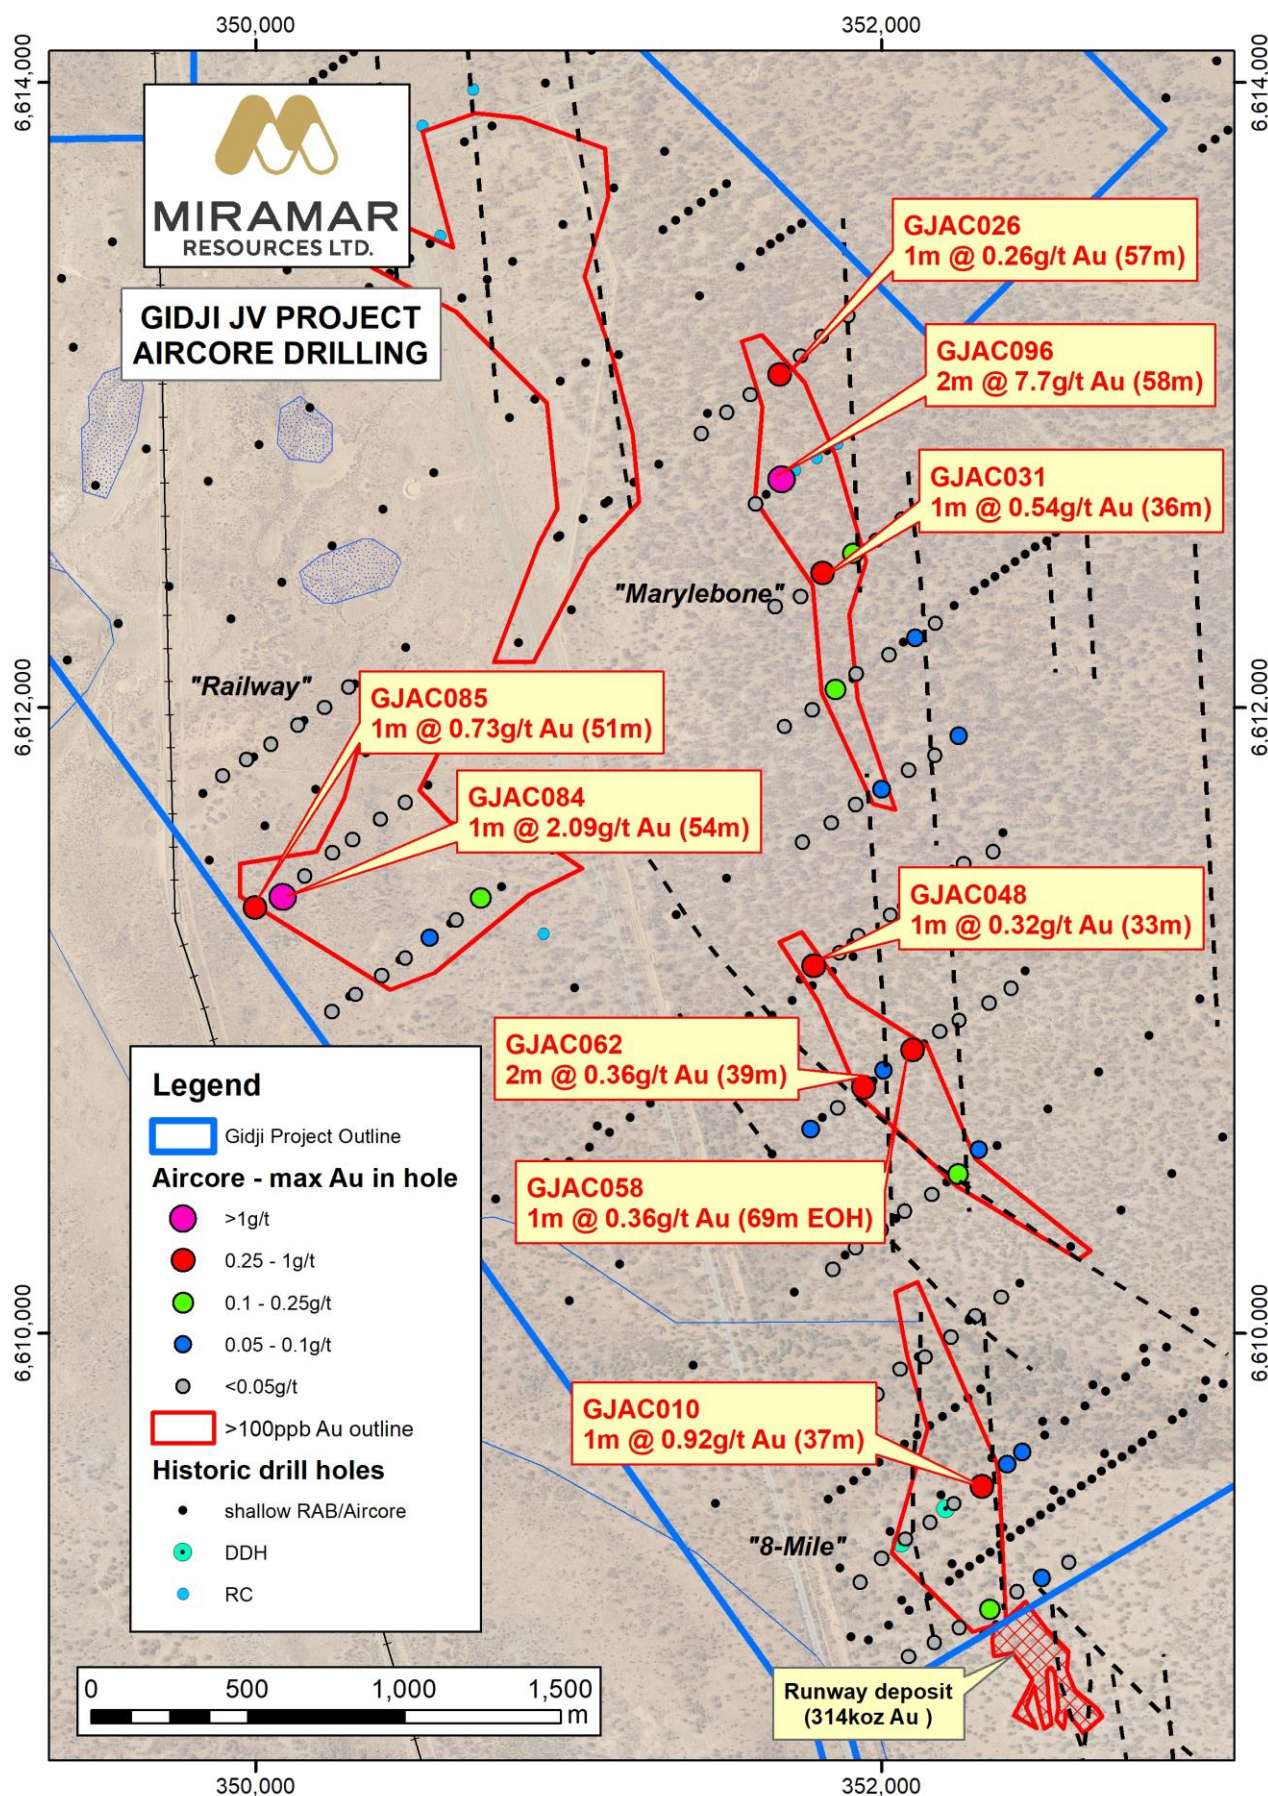 350,000
352,000
6,614,000
6,614,000
MIRAMAR
RESOURCES LTD.
GIDJI JV PROJECT
AIRCORE DRILLING
GJAC026
1m @ 0.26g/t Au (57m)
GJAC096
2m @ 7.7g/t Au (58m)
GJAC031
1m @ 0.54g/t Au (36m)
"Marylebone"
"Railway"
6,612,000
6,612,000
GJAC085
1m @ 0.73g/t Au (51m)
GJAC084
1m @ 2.09g/t Au (54m)
GJAC048
1m @ 0.32g/t Au (33m)
GJAC062
2m @ 0.36g/t Au (39m)
GJAC058
1m @ 0.36g/t Au (69m EOH)
Legend
Gidji Project Outline
Aircore - max Au in hole
>1g/t
0.25 - 1g/t
0.1 - 0.25g/t
0.05 - 0.1g/t
<0.05g/t
>100ppb Au outline
Historic drill holes
shallow RAB/Aircore
DDH
RC
6,610,000
6,610,000
GJAC010
1m @ 0.92g/t Au (37m)
"8-Mile"
Runway deposit
(314koz Au )
0 500 1,000 1,500
m
350,000
352,000